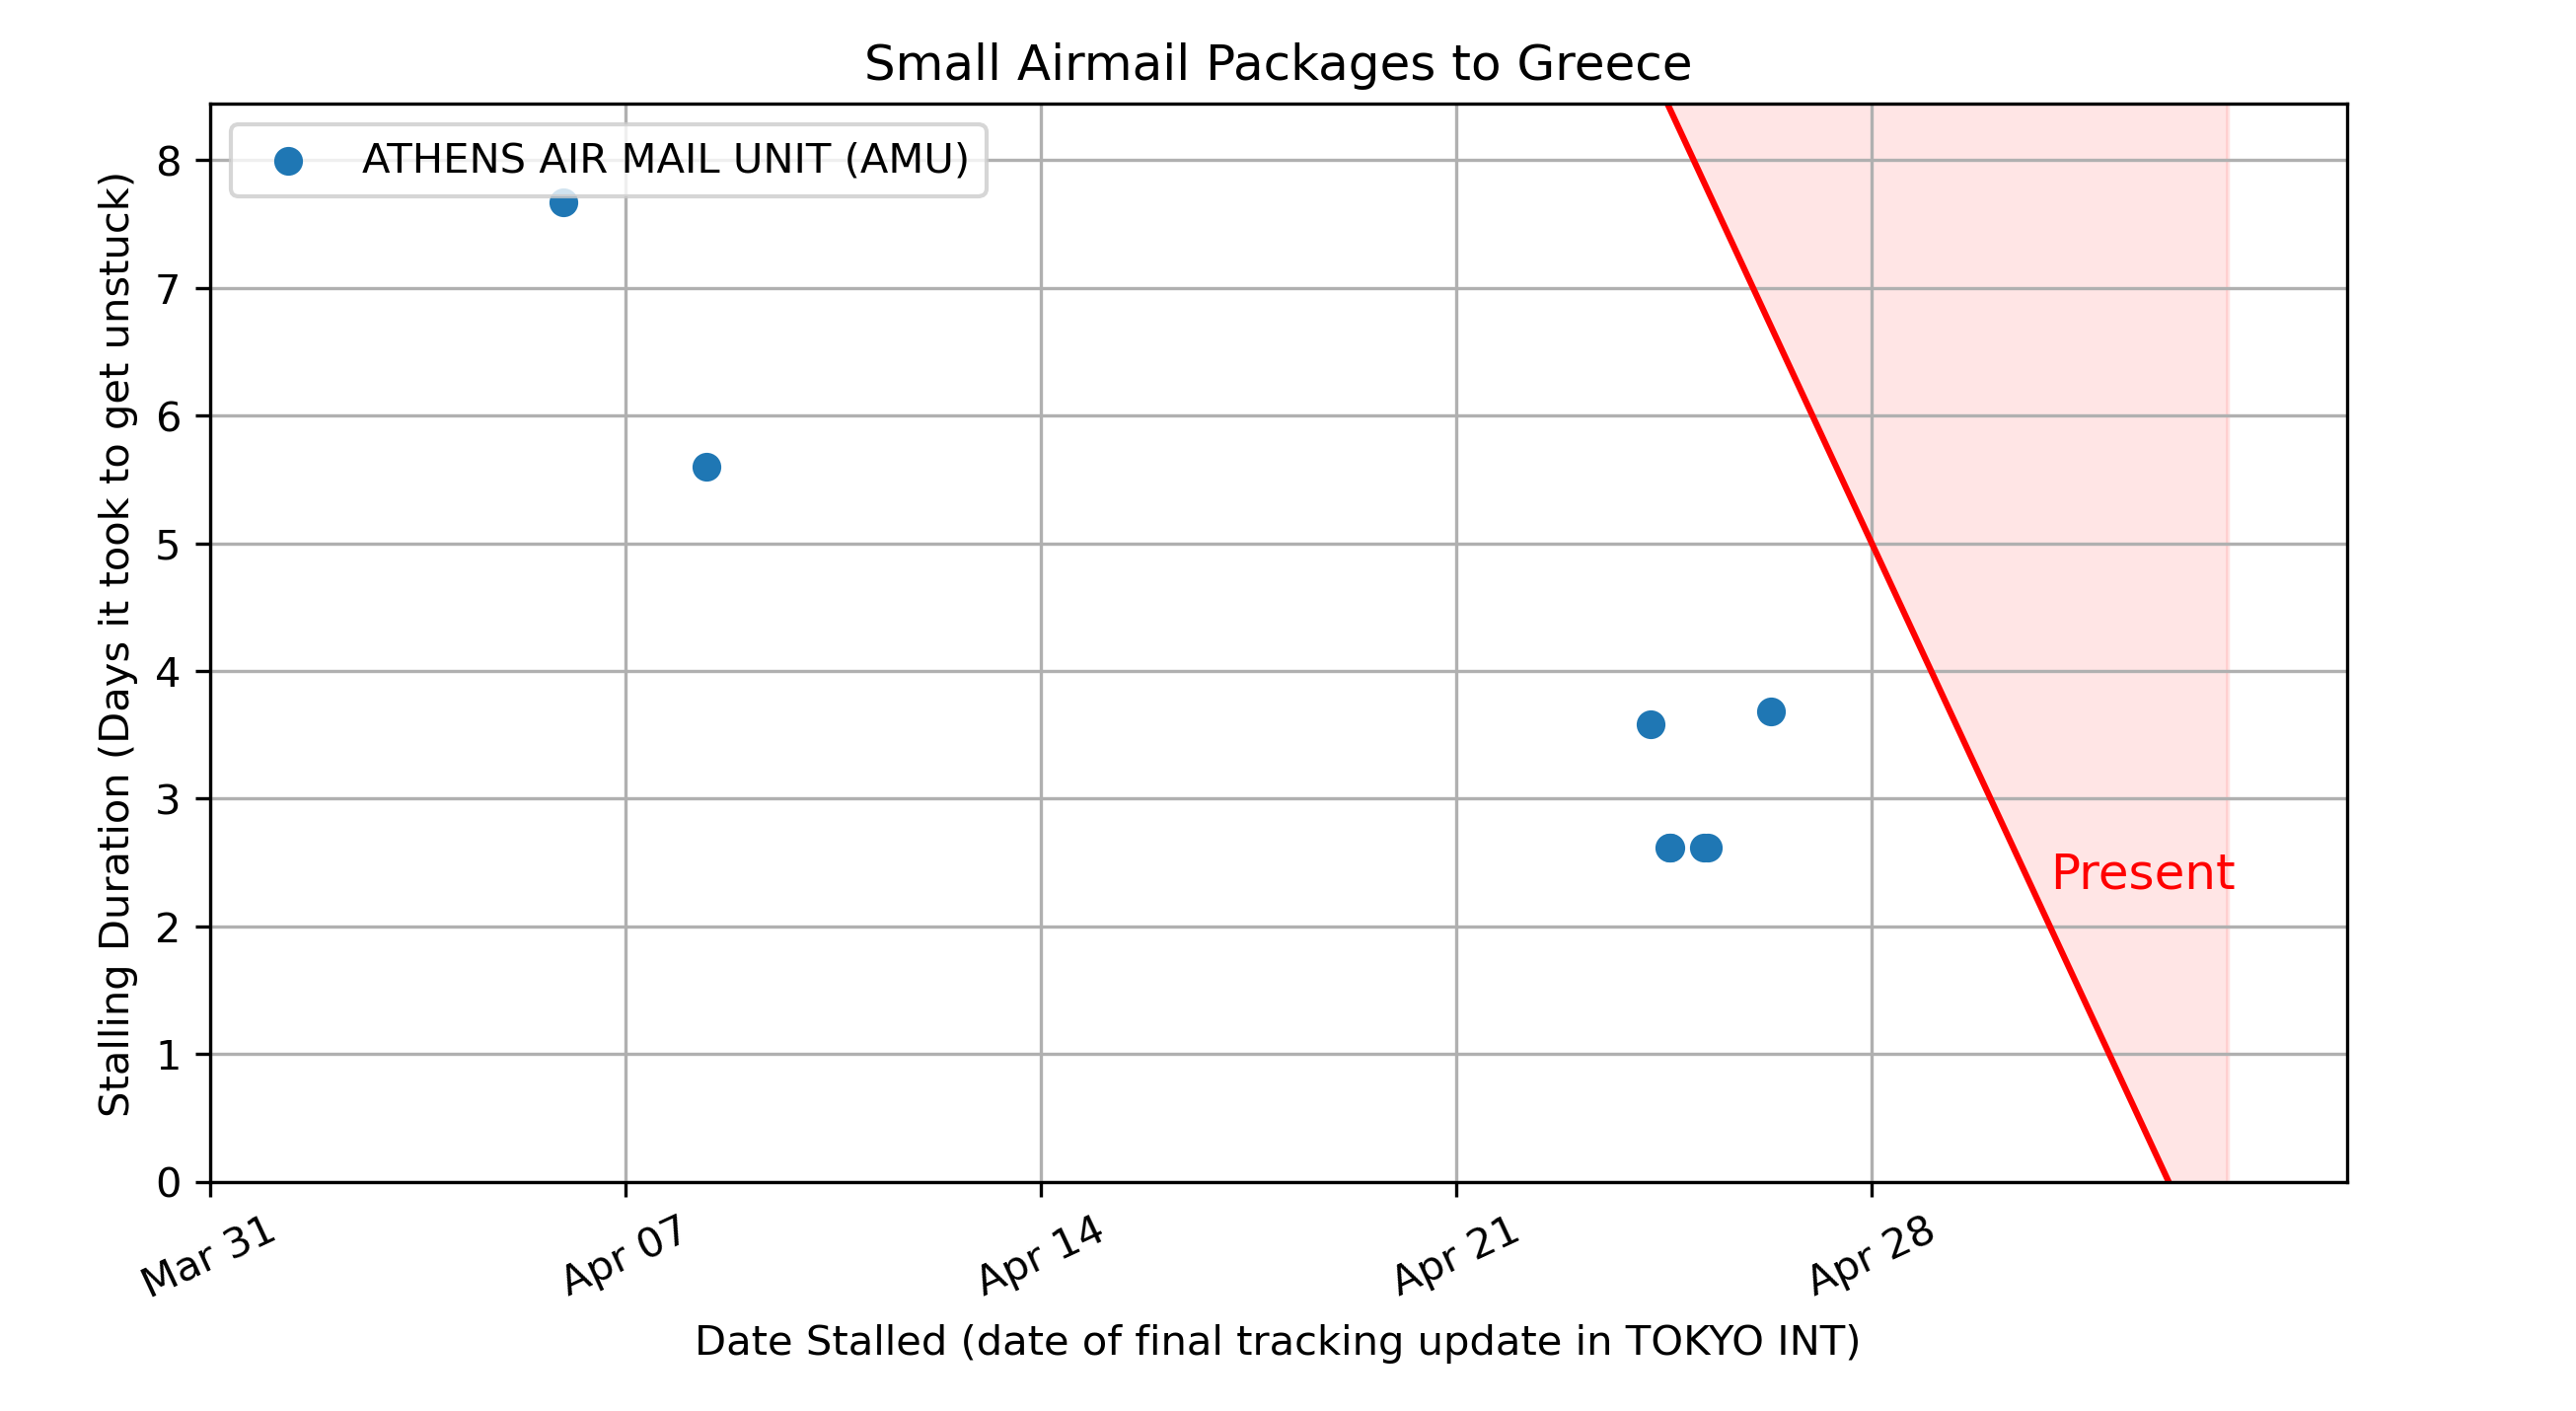 Small Airmail Packages to Greece
ATHENS AIR MAIL UNIT (AMU)
Stalling Duration (Days it took to get unstuck)
8
7
6
5
4
3
2
1
0
Present
Mar 31
Apr 07
Apr 14
Apr 21
Apr 28
Date Stalled (date of final tracking update in TOKYO INT)